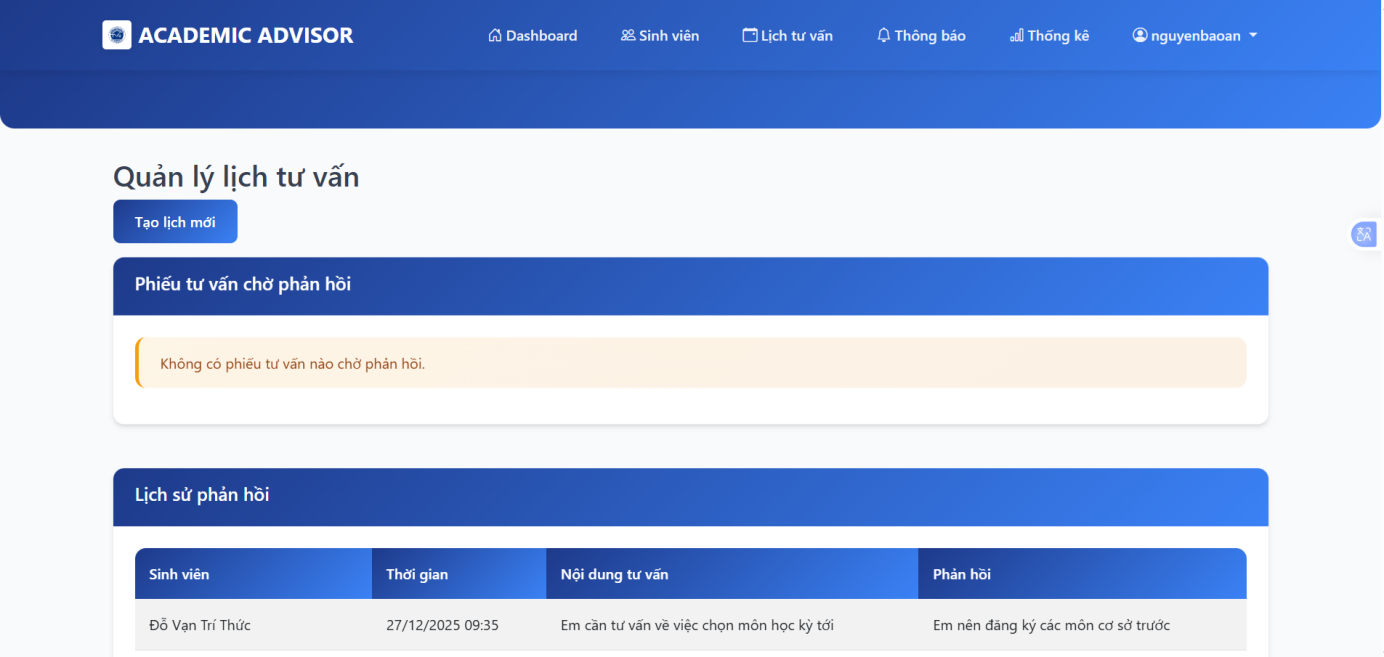 ACADEMIC ADVISOR Dashboard Sinh viên Lịch tư vấn Thông báo Thống kê nguyenbaoan
Quản lý lịch tư vấn
Tạo lịch mới
Phiếu tư vấn chờ phản hồi
Không có phiếu tư vấn nào chờ phản hồi.
Lịch sử phản hồi
Sinh viên Thời gian Nội dung tư vấn Phản hồi
Đỗ Vạn Trí Thức 27/12/2025 09:35 Em cần tư vấn về việc chọn môn học kỳ tới Em nên đăng ký các môn cơ sở trước